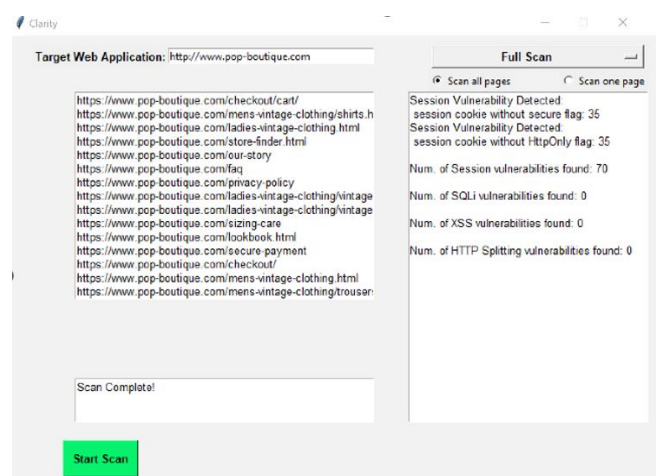 Clarity
Target Web Application: http://www.pop-boutique.com
Full Scan
Scan all pages
Scan one page
https://www.pop-boutique.com/checkout/cart/
https://www.pop-boutique.com/mens-vintage-clothing/shirts.h
https://www.pop-boutique.com/ladies-vintage-clothing.html
https://www.pop-boutique.com/store-finder.html
https://www.pop-boutique.com/our-story
https://www.pop-boutique.com/faq
https://www.pop-boutique.com/privacy-policy
https://www.pop-boutique.com/ladies-vintage-clothing/vintage
https://www.pop-boutique.com/ladies-vintage-clothing/vintage
https://www.pop-boutique.com/sizing-care
https://www.pop-boutique.com/lookbook.html
https://www.pop-boutique.com/secure-payment
https://www.pop-boutique.com/checkout/
https://www.pop-boutique.com/mens-vintage-clothing.html
https://www.pop-boutique.com/mens-vintage-clothing/trousers
Session Vulnerability Detected:
session cookie without secure flag: 35
Session Vulnerability Detected:
session cookie without HttpOnly flag: 35
Num. of Session vulnerabilities found: 70
Num. of SQLi vulnerabilities found: 0
Num. of XSS vulnerabilities found: 0
Num. of HTTP Splitting vulnerabilities found: 0
Scan Complete!
Start Scan